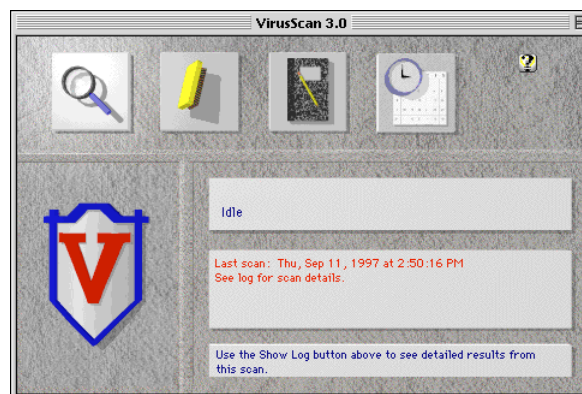 VirusScan 3.0
?
Idle
V
Last scan: Thu, Sep 11, 1997 at 2:50:16 PM
See log for scan details.
Use the Show Log button above to see detailed results from
this scan.